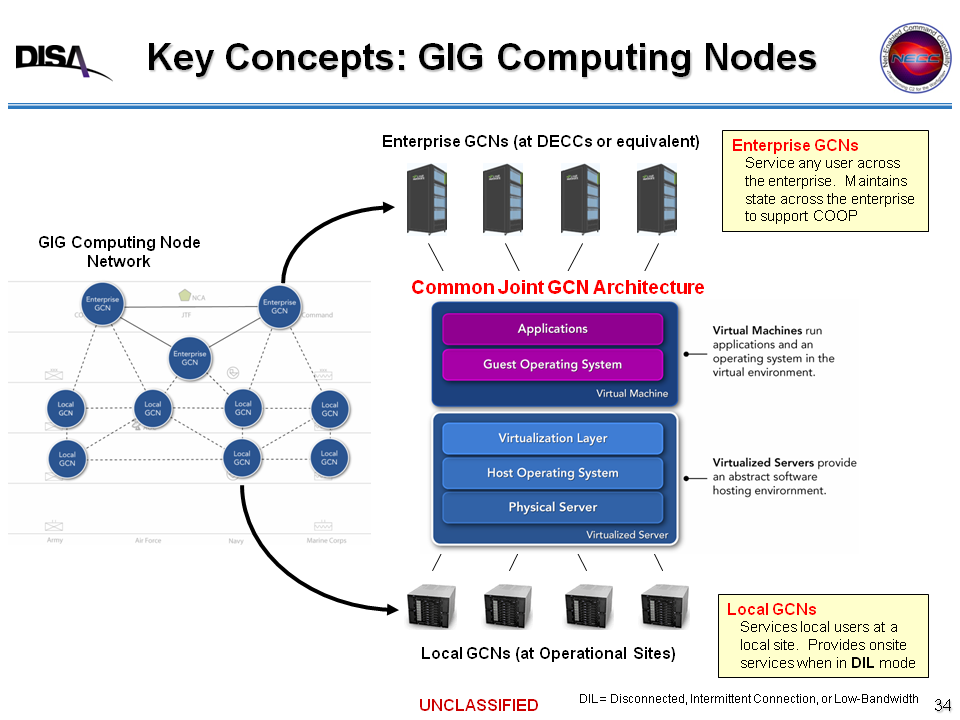 DISA
Key Concepts: GIG Computing Nodes
NECC
Enterprise GCNs (at DECCs or equivalent)
Enterprise GCNs
Service any user across
the enterprise. Maintains
state across the enterprise
to support COOP
GIG Computing Node
Network
Common Joint GCN Architecture
Enterprise
GCN
NCA
Enterprise
GCN
CO
JTF
Command
Enterprise
GCN
Local
GCN
Local
GCN
Local
GCN
Local
GCN
Local
GCN
Local
GCN
Local
GCN
Army
Air Force
Navy
Marine Corps
Applications
Guest Operating System
Virtual Machine
Virtual Machines run
applications and an
operating system in the
virtual environment.
Virtualization Layer
Host Operating System
Physical Server
Virtualized Server
Virtualized Servers provide
an abstract software
hosting envirornment.
Local GCNs (at Operational Sites)
Local GCNs
Services local users at a
local site. Provides onsite
services when in DIL mode
UNCLASSIFIED
DIL= Disconnected, Intermittent Connection, or Low-Bandwidth
34